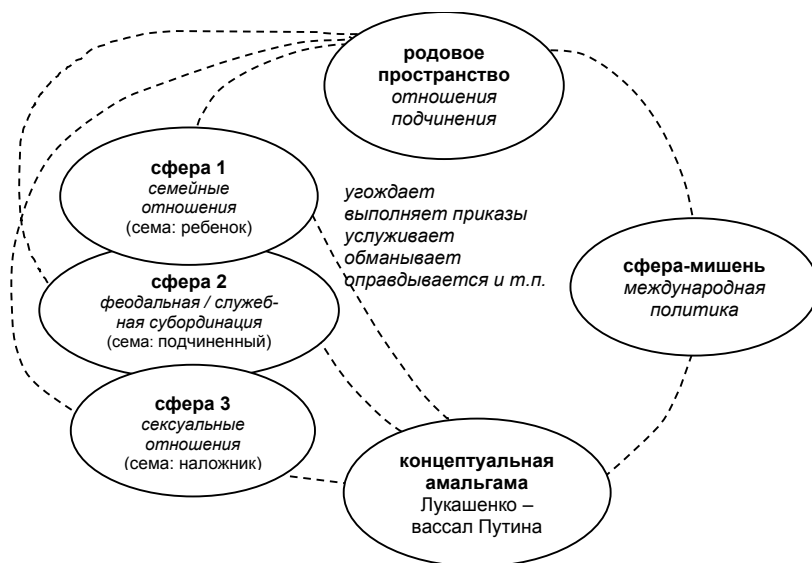 родовое
пространство
отношения
подчинения
сфера 1
семейные
отношения
(сема: ребенок)
угождает
выполняет приказы
услуживает
обманывает
оправдывается и т.п.
сфера 2
феодальная / служеб-
ная субординация
(сема: подчиненный)
сфера-мишень
международная
политика
сфера 3
сексуальные
отношения
(сема: наложник)
концептуальная
амальгама
Лукашенко –
вассал Путина